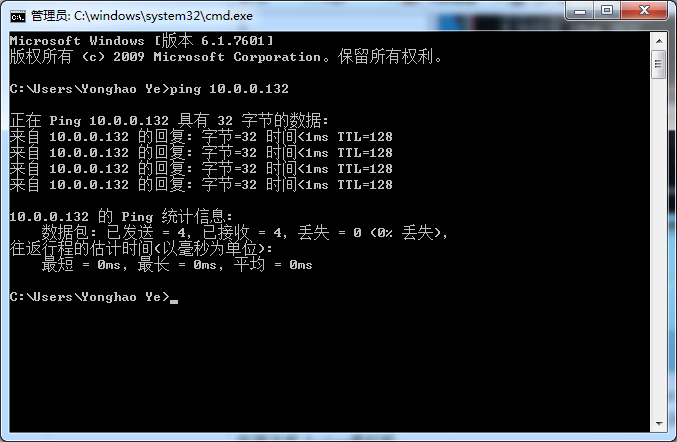 管理员: C:\windows\system32\cmd.exe
Microsoft Windows [版本 6.1.7601]
版权所有 (c) 2009 Microsoft Corporation。保留所有权利。
C:\Users\Yonghao Ye>ping 10.0.0.132
正在 Ping 10.0.0.132 具有 32 字节的数据:
来自 10.0.0.132 的回复: 字节=32 时间<1ms TTL=128
来自 10.0.0.132 的回复: 字节=32 时间<1ms TTL=128
来自 10.0.0.132 的回复: 字节=32 时间<1ms TTL=128
来自 10.0.0.132 的回复: 字节=32 时间<1ms TTL=128
10.0.0.132 的 Ping 统计信息:
数据包: 已发送 = 4，已接收 = 4，丢失 = 0 (0% 丢失)，
往返行程的估计时间(以毫秒为单位):
最短 = 0ms，最长 = 0ms，平均 = 0ms
C:\Users\Yonghao Ye>